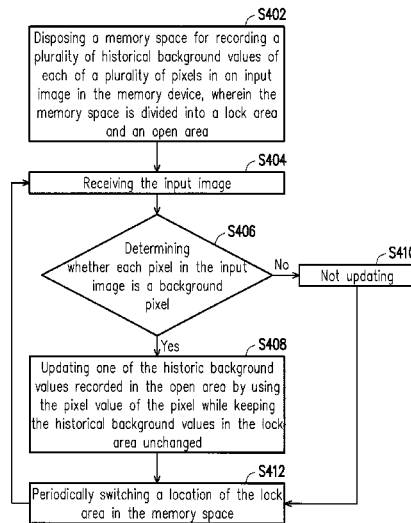 S402
Disposing a memory space for recording a
plurality of historical background values of
each of a plurality of pixels in an input
image in the memory device, wherein the
memory space is divided into a lock area
and an open area
S404
Receiving the input image
S406
Determining
whether each pixel in the input
image is a background
pixel
No
S410
Not updating
Yes
S408
Updating one of the historic background
values recorded in the open area by using
the pixel value of the pixel while keeping
the historical background values in the lock
area unchanged
S412
Periodically switching a location of the lock
area in the memory space